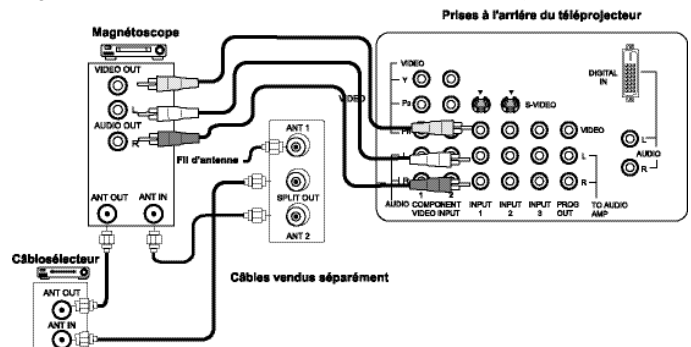 Prises à l'arrière du téléprojecteur
Magnétoscope
VIDEO OUT
L
AUDIO OUT
R
ANT OUT
ANT IN
Fil d'antenne
ANT 1
SPLIT OUT
ANT 2
Câbles vendus séparément
Câblosélecteur
ANT OUT
ANT IN
VIDEO
Y
PB
VIDEO
PR
S-VIDEO
DIGITAL IN
VIDEO
L
R
L
AUDIO
R
L
R
1
2
AUDIO
COMPONENT VIDEO INPUT
INPUT 1
INPUT 2
INPUT 3
PROG OUT
TO AUDIO AMP